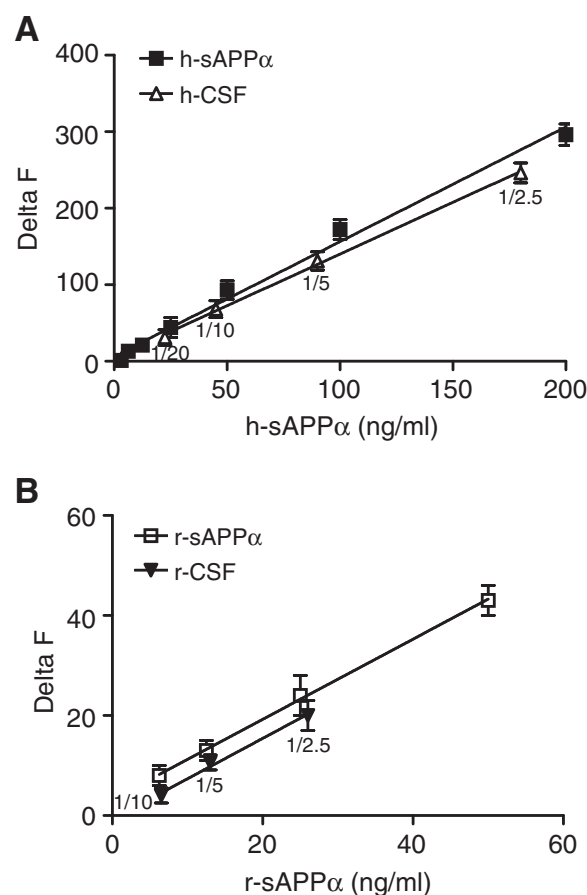 A
400
300
200
100
0
h-sAPPα
h-CSF
Delta F
1/20
1/10
1/5
1/2.5
0 50 100 150 200
h-sAPPα (ng/ml)
B
60
40
20
0
r-sAPPα
r-CSF
Delta F
1/10
1/5
1/2.5
0 20 40 60
r-sAPPα (ng/ml)